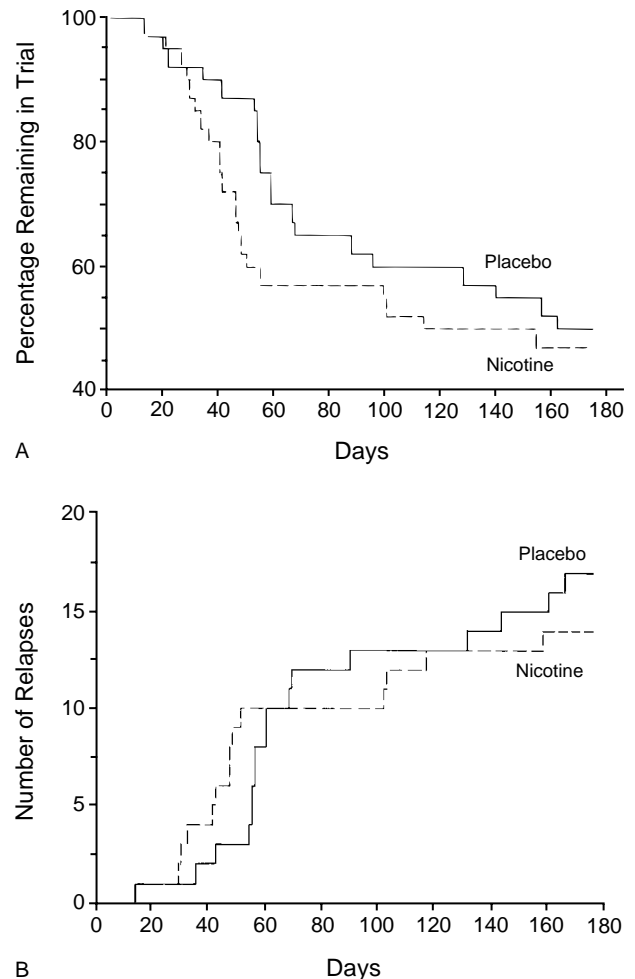 100
80
60
40
Percentage Remaining in Trial
Placebo
Nicotine
0 20 40 60 80 100 120 140 160 180
A
Days
20
15
10
5
0
Number of Relapses
Placebo
Nicotine
0 20 40 60 80 100 120 140 160 180
B
Days